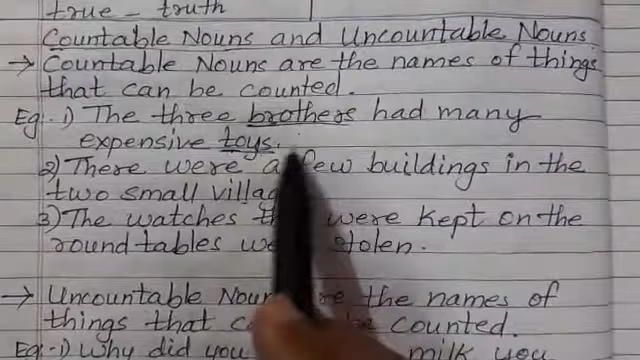 true - truth
Countable Nouns and Uncountable Nouns
→ Countable Nouns are the names of things
that can be counted.
Eg:- 1) The three brothers had many
expensive toys.
2) There were a few buildings in the
two small
3) The watches were kept on the
round tables stolen.
→ Uncountable the names of
things that counted.
Eg:-1) Why did you milk you